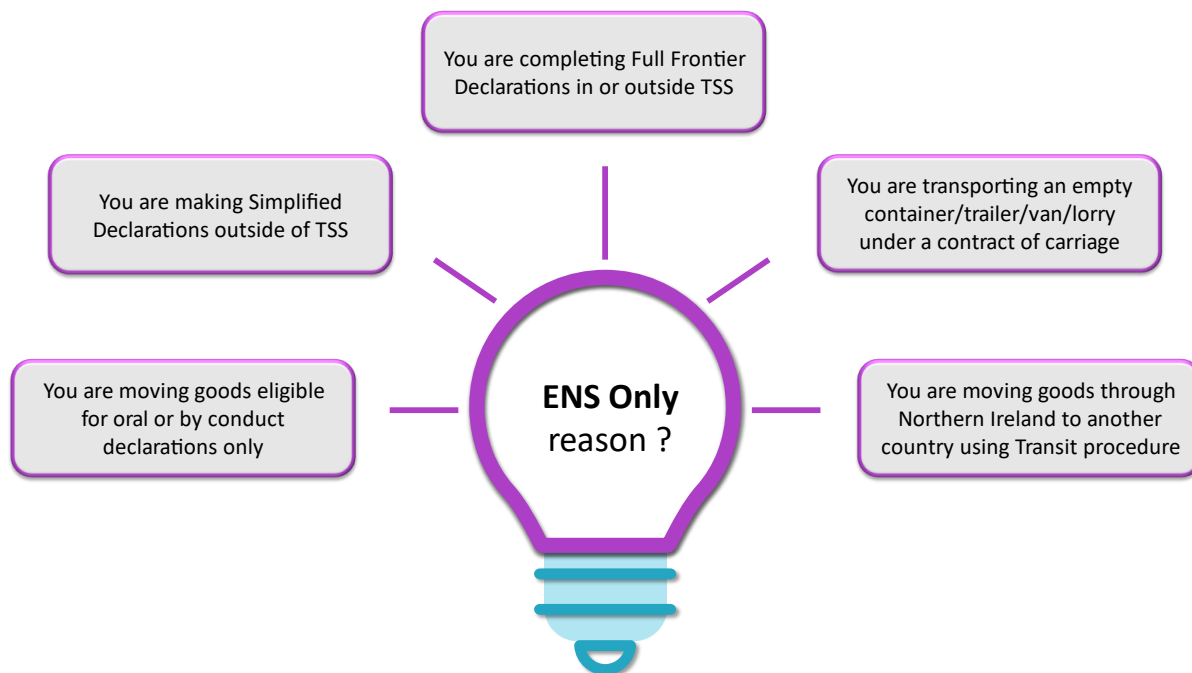 You are completing Full Frontier
Declarations in or outside TSS
You are making Simplified
Declarations outside of TSS
You are transporting an empty
container/trailer/van/lorry
under a contract of carriage
You are moving goods eligible
for oral or by conduct
declarations only
ENS Only
reason ?
You are moving goods through
Northern Ireland to another
country using Transit procedure